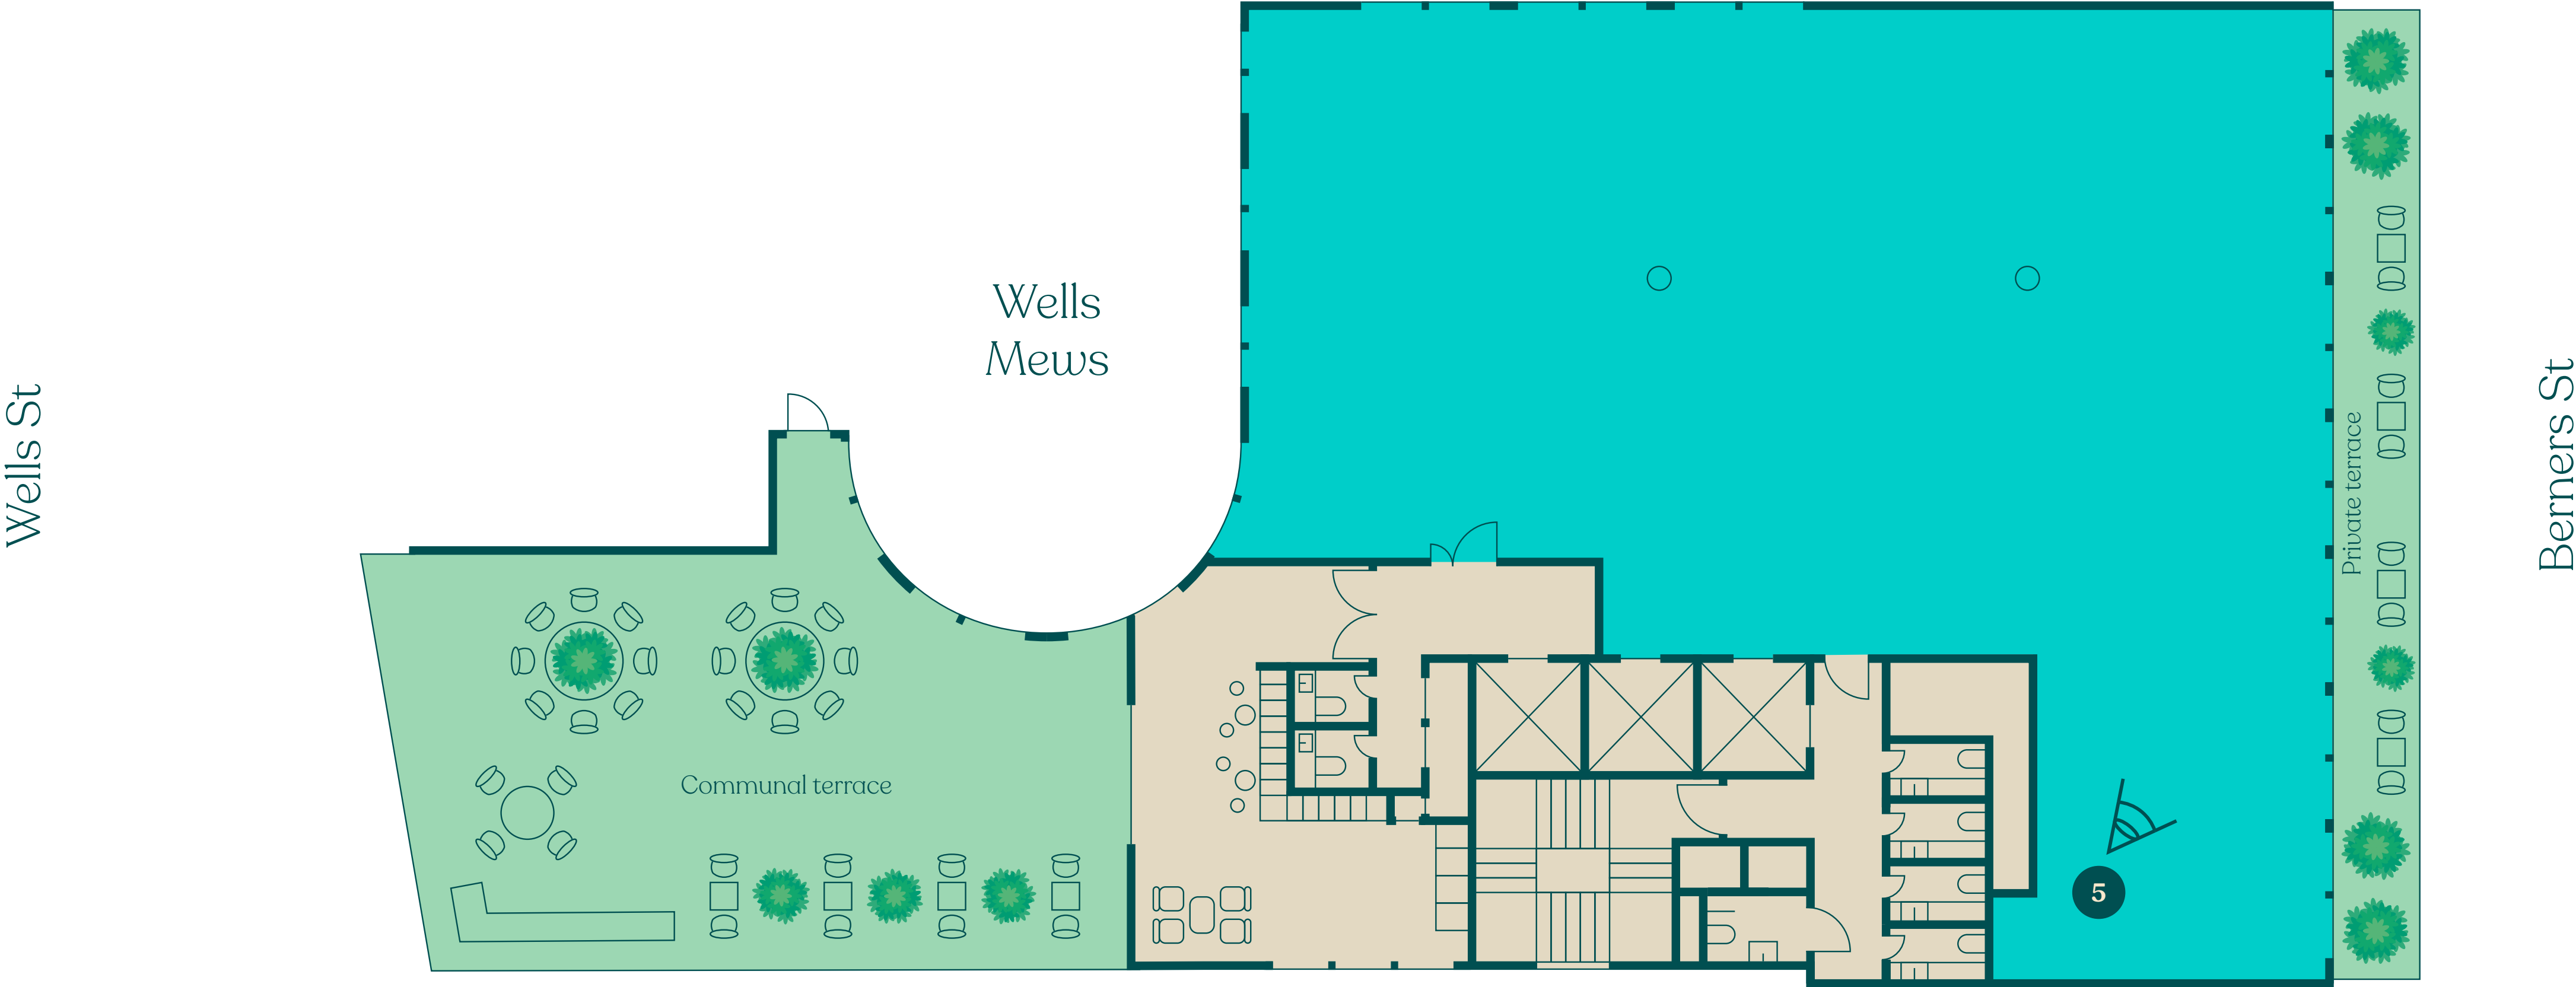 Wells St
Wells
Mews
Communal terrace
Private terrace
Berners St
5